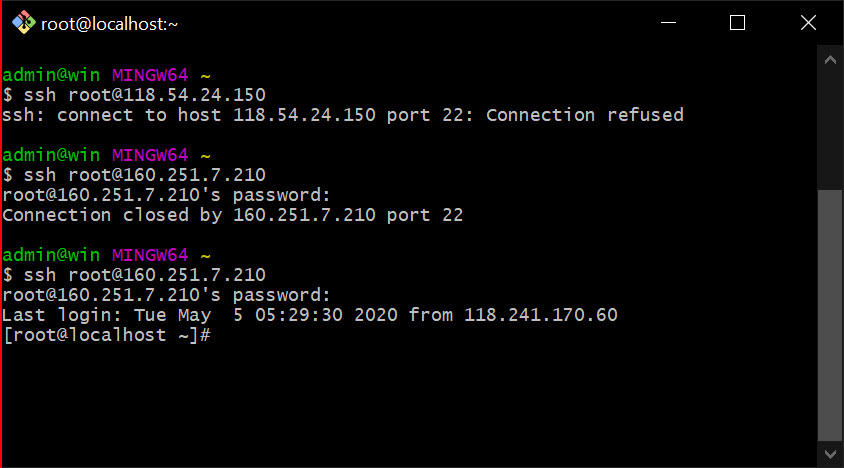 root@localhost:~
admin@win MINGW64 ~
$ ssh root@118.54.24.150
ssh: connect to host 118.54.24.150 port 22: Connection refused
admin@win MINGW64 ~
$ ssh root@160.251.7.210
root@160.251.7.210's password:
Connection closed by 160.251.7.210 port 22
admin@win MINGW64 ~
$ ssh root@160.251.7.210
root@160.251.7.210's password:
Last login: Tue May  5 05:29:30 2020 from 118.241.170.60
[root@localhost ~]#